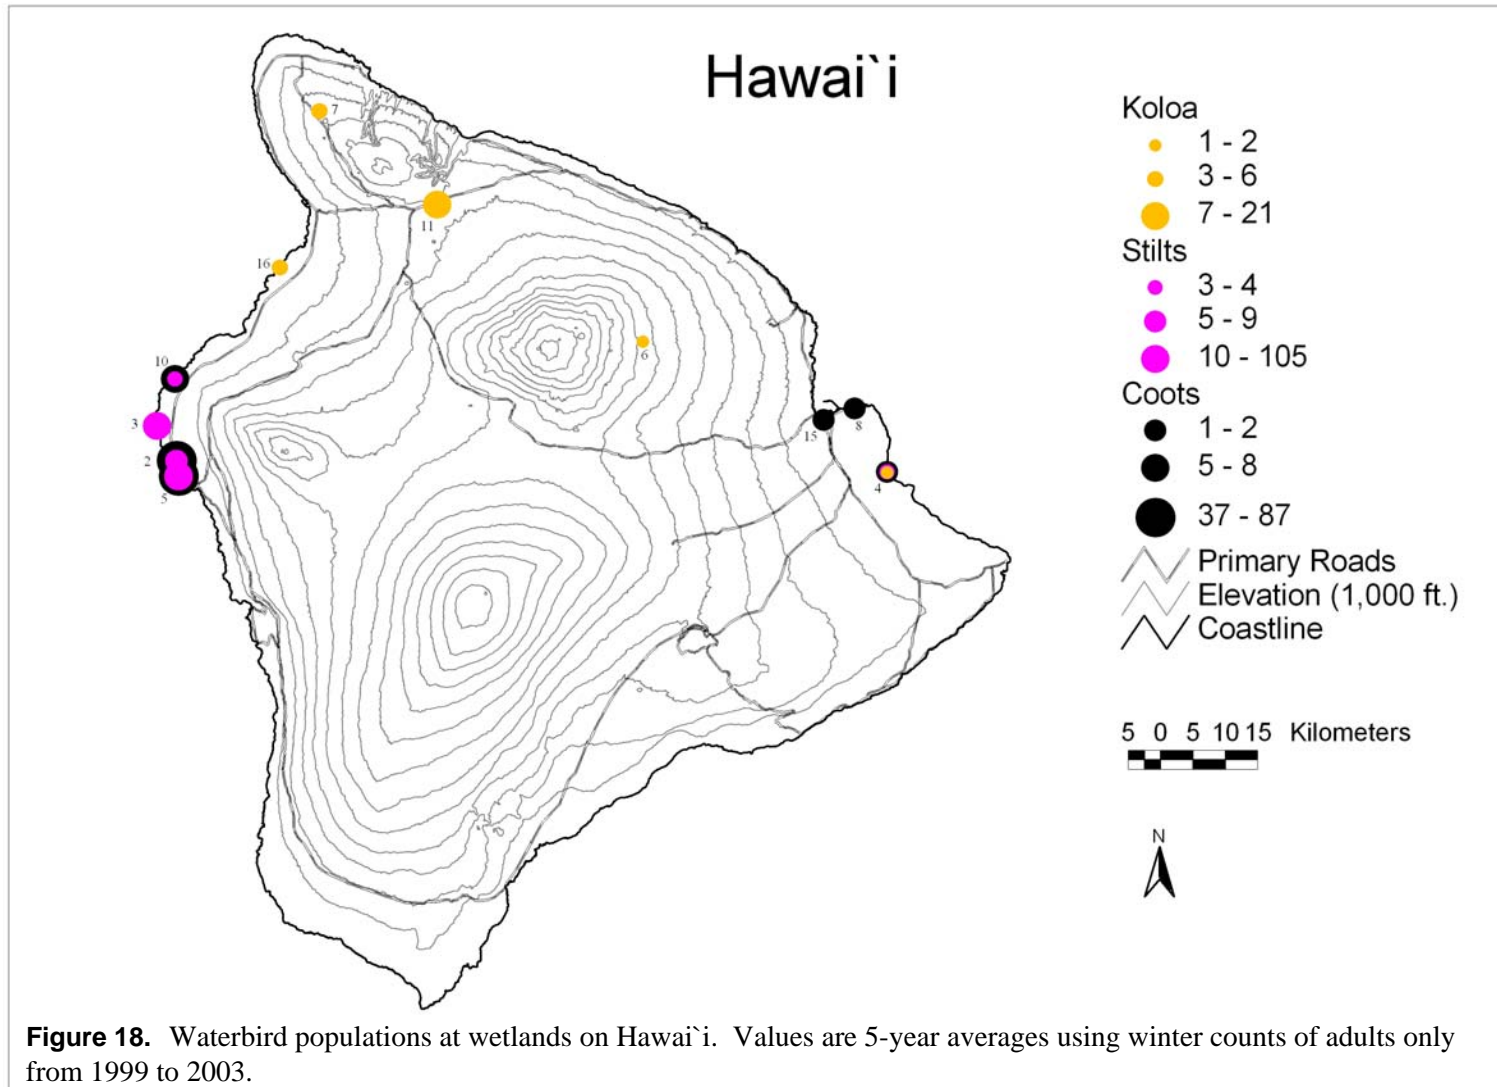 Hawai`i
7
11
16
6
10
3
2
5
15
8
4
Koloa
1 - 2
3 - 6
7 - 21
Stilts
3 - 4
5 - 9
10 - 105
Coots
1 - 2
5 - 8
37 - 87
Primary Roads
Elevation (1,000 ft.)
Coastline
5 0 5 10 15 Kilometers
N
Figure 18. Waterbird populations at wetlands on Hawai`i. Values are 5-year averages using winter counts of adults only
from 1999 to 2003.